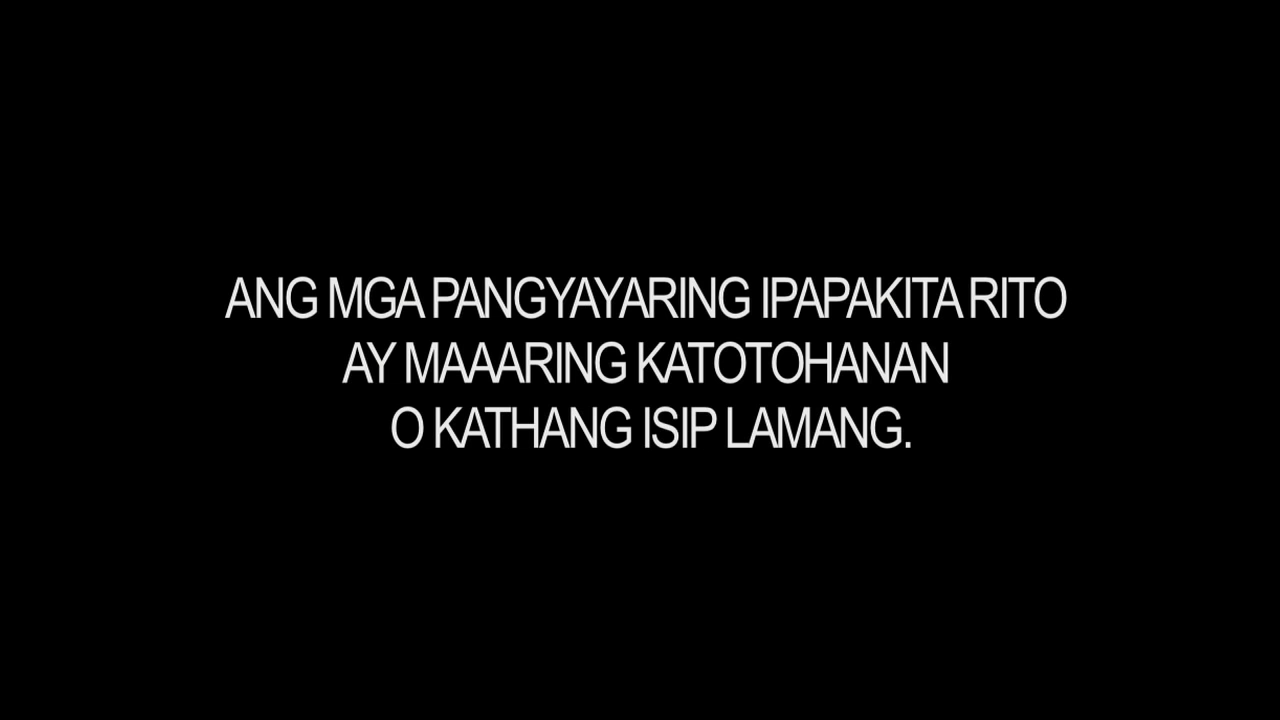 ANG MGA PANGYAYARING IPAPAKITA RITO
AY MAAARING KATOTOHANAN
O KATHANG ISIP LAMANG.